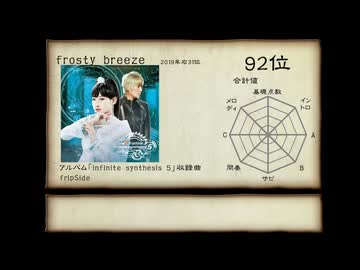 frosty breeze
2019年/31位
92位
合計値
基礎点数
メロディ
イントロ
C
A
間奏
B
サビ
アルバム「infinite synthesis 5」収録曲
fripSide